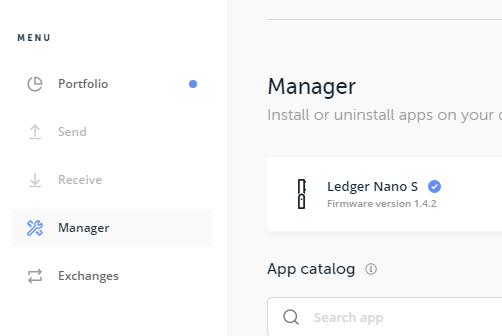 MENU
Portfolio
Send
Receive
Manager
Exchanges
Manager
Install or uninstall apps on your
Ledger Nano S
Firmware version 1.4.2
App catalog
Search app